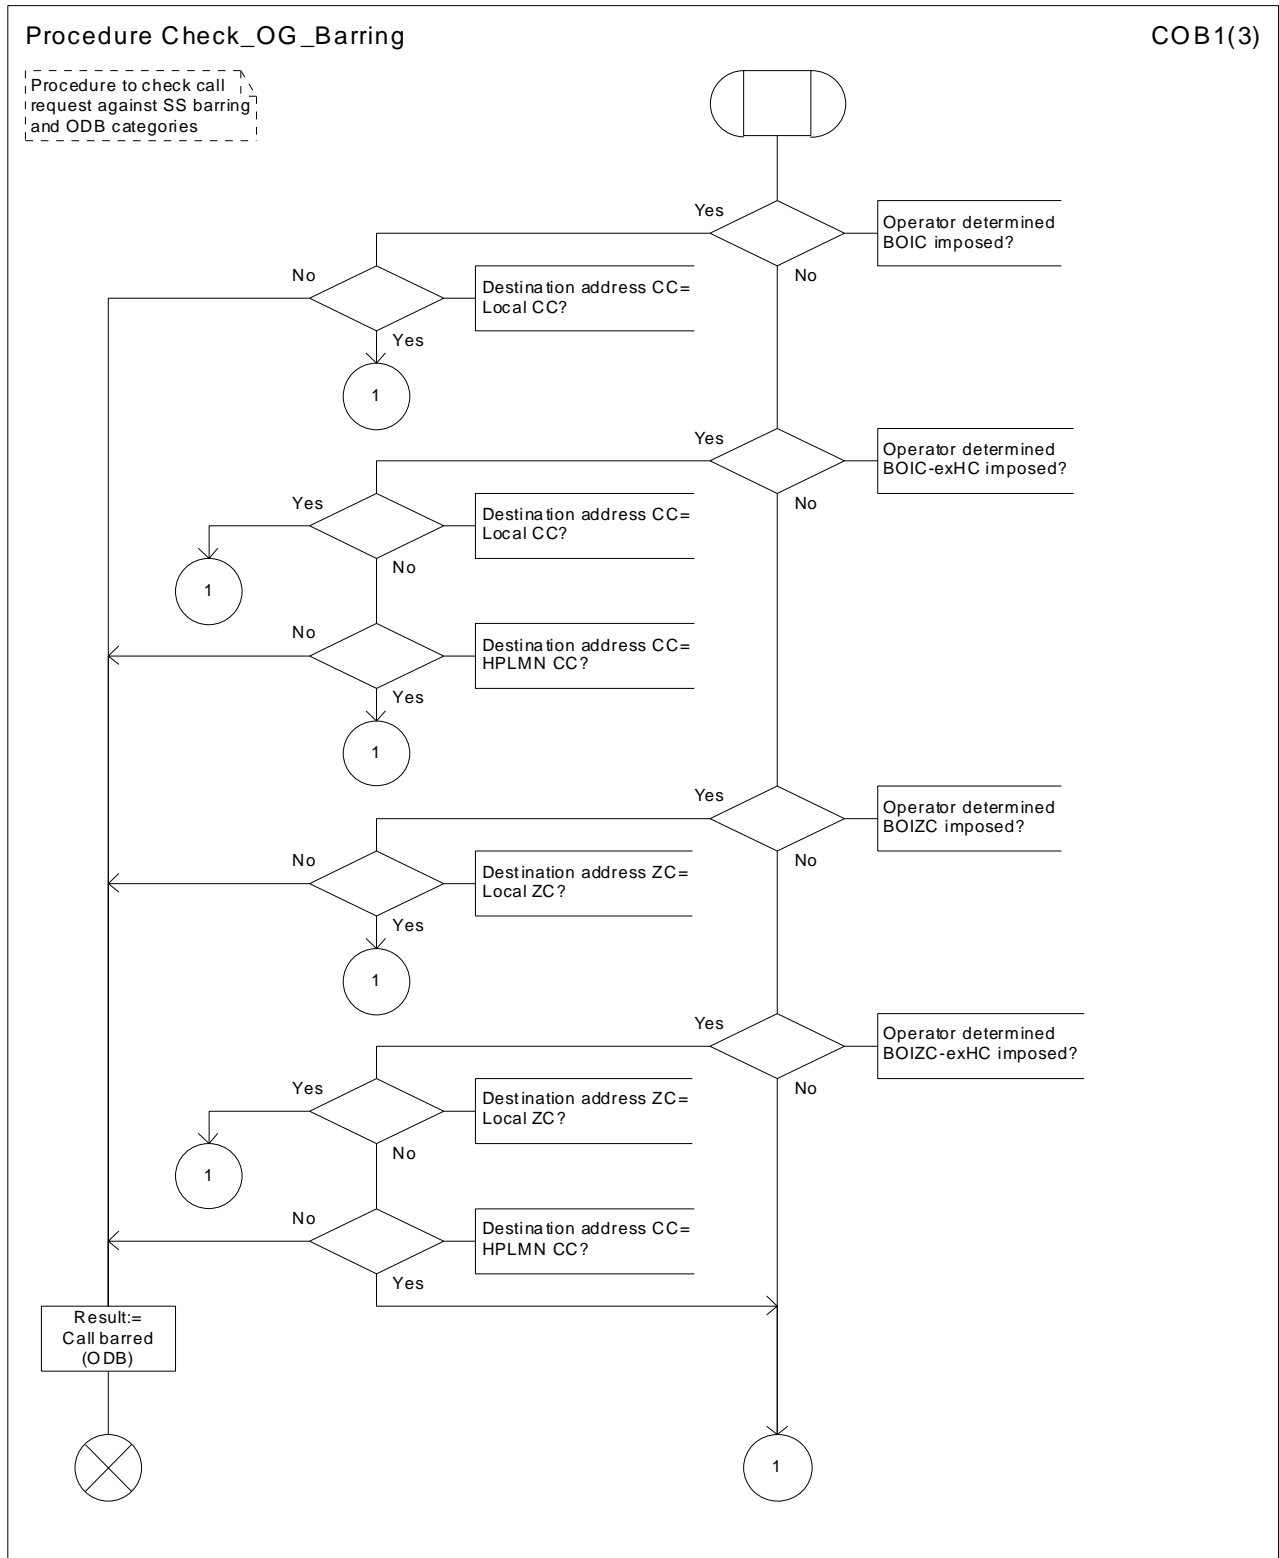 Procedure Check_OG_Barring
COB1(3)
Procedure to check call
request against SS barring
and ODB categories
Yes
Operator determined
BOIC imposed?
No
No
Destination address CC=
Local CC?
Yes
1
Yes
Operator determined
BOIC-exHC imposed?
No
Yes
Destination address CC=
Local CC?
No
1
No
Destination address CC=
HPLMN CC?
Yes
1
Yes
Operator determined
BOIZC imposed?
No
No
Destination address ZC=
Local ZC?
Yes
1
Yes
Operator determined
BOIZC-exHC imposed?
No
Yes
Destination address ZC=
Local ZC?
No
1
No
Destination address CC=
HPLMN CC?
Yes
Result:=
Call barred
(ODB)
1